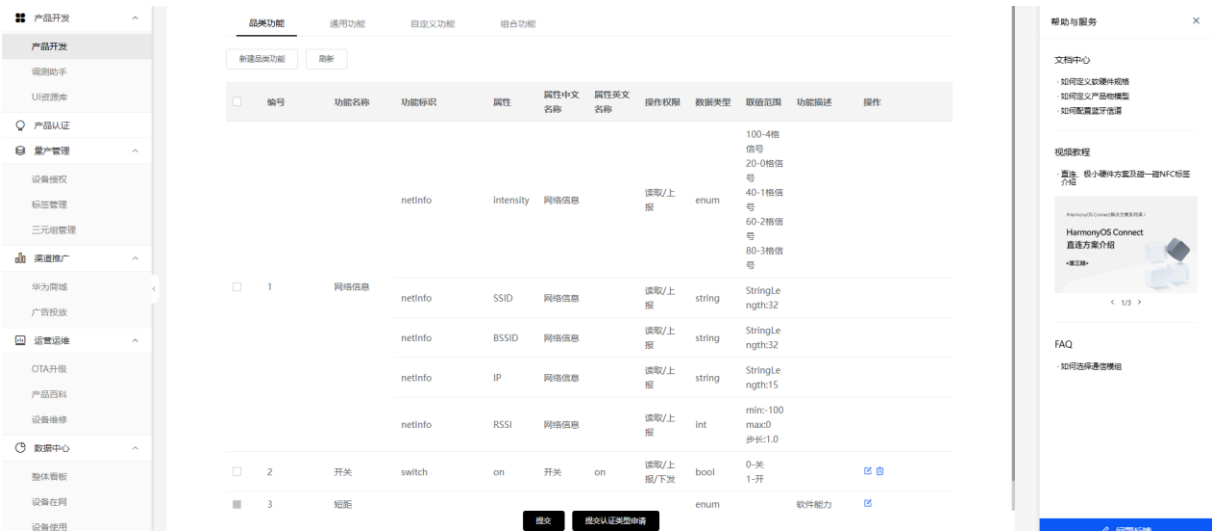 产品开发
产品开发
调测助手
UI资源库
产品认证
量产管理
设备授权
标签管理
三元组管理
渠道推广
华为商城
广告投放
运营运维
OTA升级
产品百科
设备维修
数据中心
整体看板
设备在网
设备使用
品类功能 通用功能 自定义功能 组合功能
新建品类功能 刷新
编号 功能名称 功能标识 属性 属性中文名称 属性英文名称 操作权限 数据类型 取值范围 功能描述 操作
1 网络信息
netInfo intensity 网络信息 读取/上报 enum 100-4格信号 20-0格信号 40-1格信号 60-2格信号 80-3格信号
netInfo SSID 网络信息 读取/上报 string StringLength:32
netInfo BSSID 网络信息 读取/上报 string StringLength:32
netInfo IP 网络信息 读取/上报 string StringLength:15
netInfo RSSI 网络信息 读取/上报 int min:-100 max:0 步长:1.0
2 开关 switch on 开关 on 读取/上报/下发 bool 0-关 1-开
3 短距 enum 软件能力
提交 提交认证类型申请
帮助与服务
文档中心
·如何定义软硬件规格
·如何定义产品物模型
·如何配置蓝牙信道
视频教程
·直连、极小硬件方案及碰一碰NFC标签
介绍
HarmonyOS Connect
直连方案介绍
<第三期>
1/3
FAQ
·如何选择通信模组